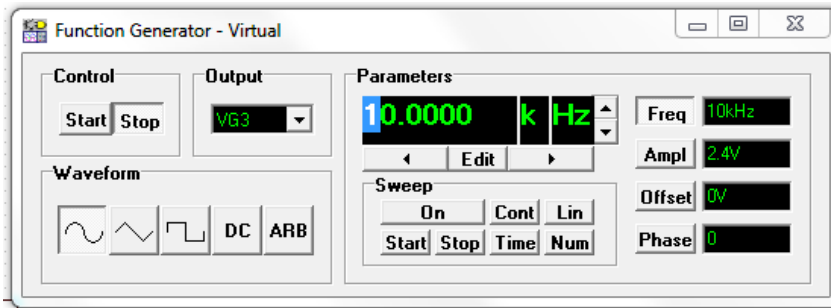 Function Generator - Virtual
Control
Start Stop
Output
VG3
Waveform
DC ARB
Parameters
10.0000 k Hz
Edit
Sweep
On Cont Lin
Start Stop Time Num
Freq 10kHz
Ampl 2.4V
Offset 0V
Phase 0